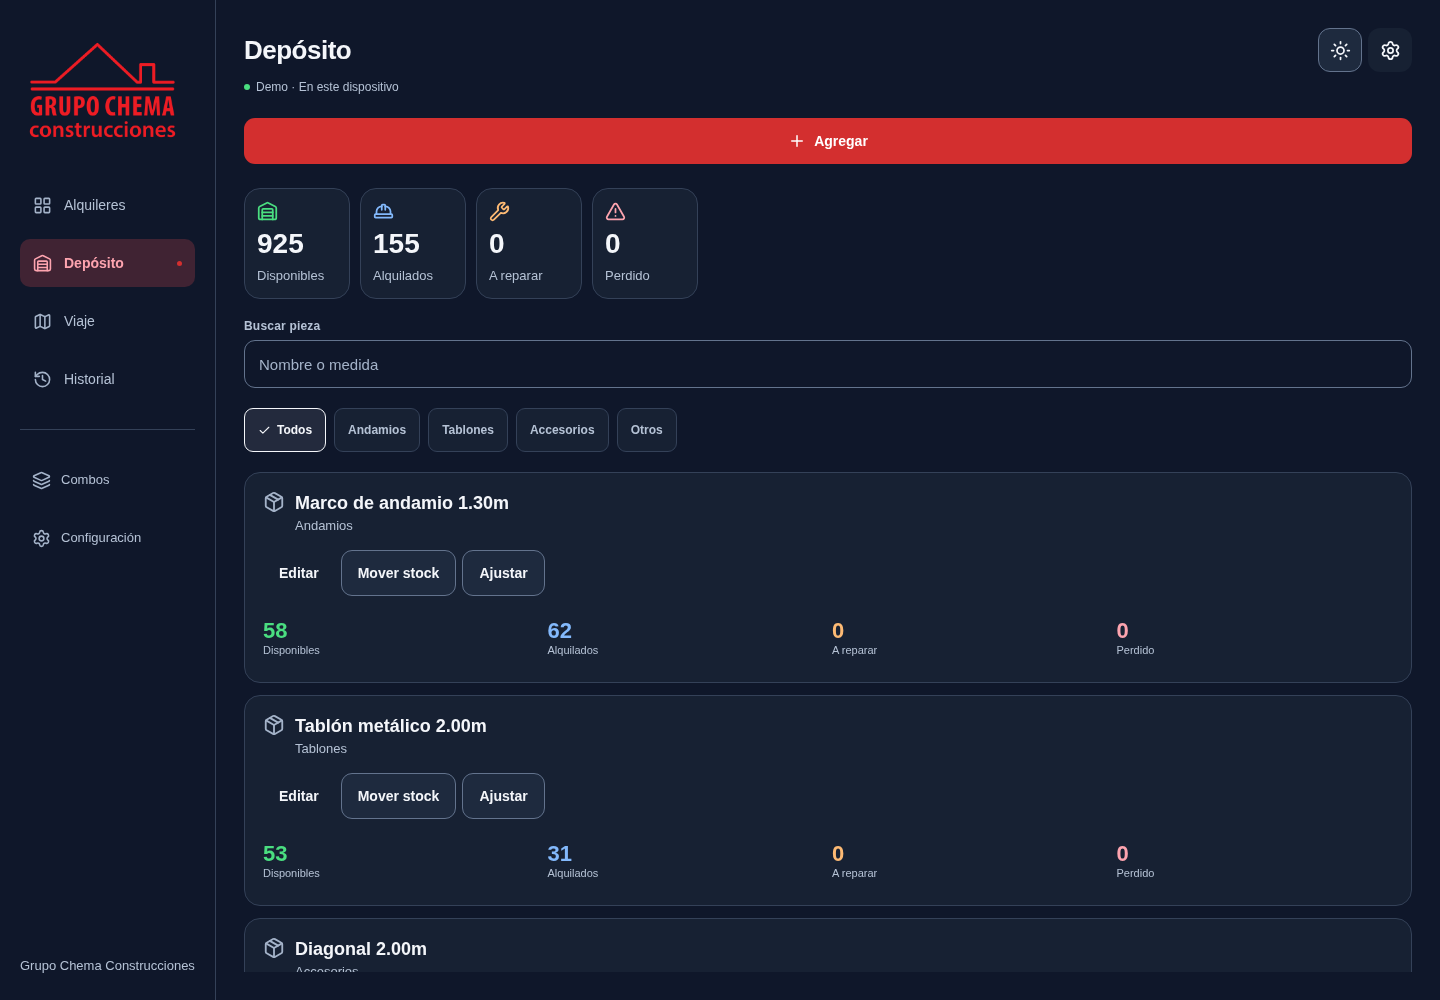 GRUPO CHEMA
construcciones
Alquileres
Depósito
Viaje
Historial
Combos
Configuración
Grupo Chema Construcciones
Depósito
Demo · En este dispositivo
Agregar
925
Disponibles
155
Alquilados
0
A reparar
0
Perdido
Buscar pieza
Nombre o medida
Todos
Andamios
Tablones
Accesorios
Otros
Marco de andamio 1.30m
Andamios
Editar
Mover stock
Ajustar
58
Disponibles
62
Alquilados
0
A reparar
0
Perdido
Tablón metálico 2.00m
Tablones
Editar
Mover stock
Ajustar
53
Disponibles
31
Alquilados
0
A reparar
0
Perdido
Diagonal 2.00m
Accesorios